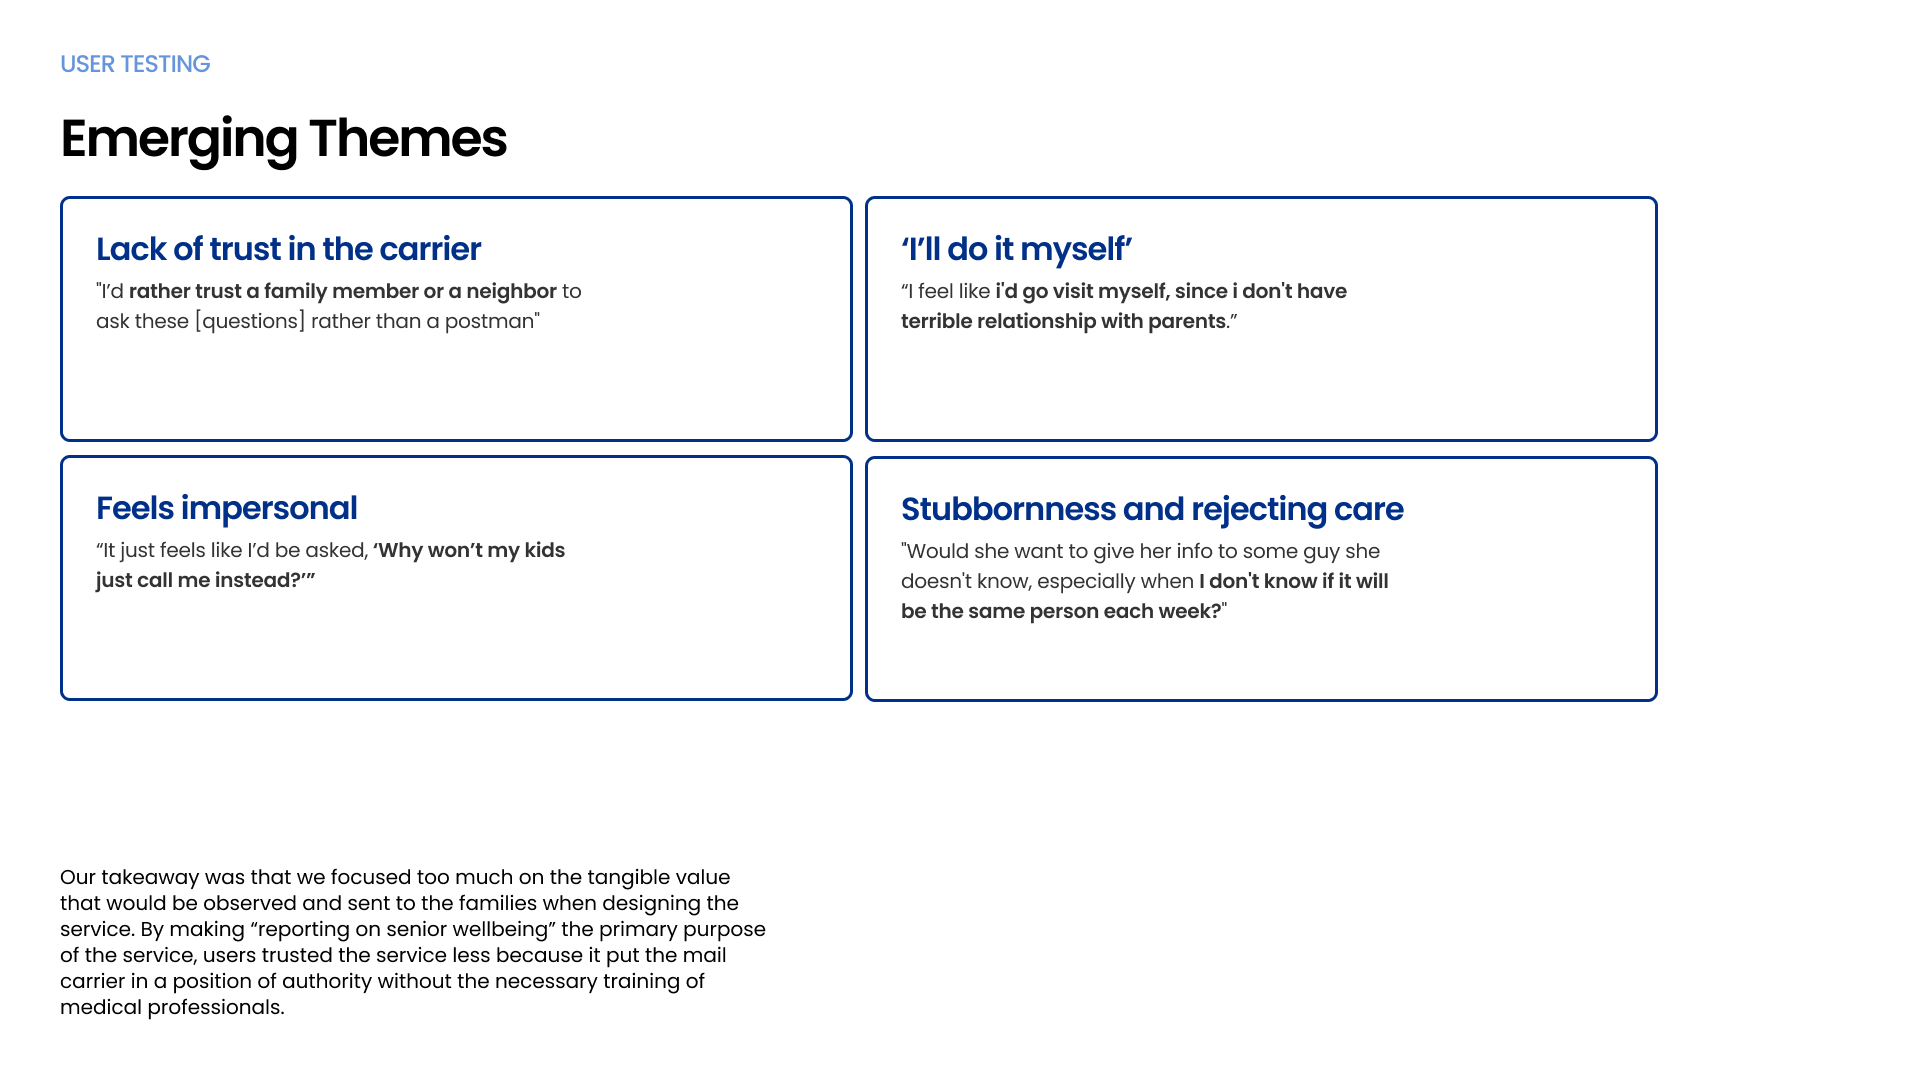 USER TESTING
Emerging Themes
Lack of trust in the carrier
"I’d rather trust a family member or a neighbor to
ask these [questions] rather than a postman"
‘I’ll do it myself’
“I feel like i'd go visit myself, since i don't have
terrible relationship with parents.”
Feels impersonal
“It just feels like I’d be asked, ‘Why won’t my kids
just call me instead?’”
Stubbornness and rejecting care
"Would she want to give her info to some guy she
doesn't know, especially when I don't know if it will
be the same person each week?"
Our takeaway was that we focused too much on the tangible value
that would be observed and sent to the families when designing the
service. By making “reporting on senior wellbeing” the primary purpose
of the service, users trusted the service less because it put the mail
carrier in a position of authority without the necessary training of
medical professionals.